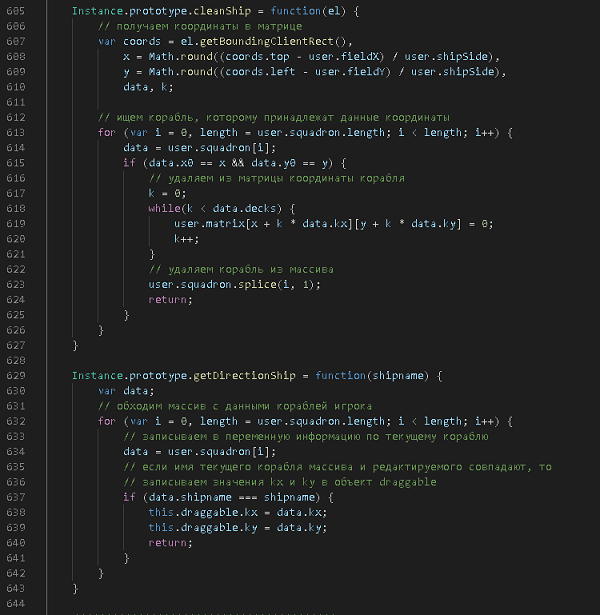 605 Instance.prototype.cleanShip = function(el) {
606 // получаем координаты в матрице
607 var coords = el.getBoundingClientRect(),
608 x = Math.round((coords.top - user.fieldX) / user.shipSide),
609 y = Math.round((coords.left - user.fieldY) / user.shipSide),
610 data, k;
611
612 // ищем корабль, которому принадлежат данные координаты
613 for (var i = 0, length = user.squadron.length; i < length; i++) {
614 data = user.squadron[i];
615 if (data.x0 == x && data.y0 == y) {
616 // удаляем из матрицы координаты корабля
617 k = 0;
618 while(k < data.decks) {
619 user.matrix[x + k * data.kx][y + k * data.ky] = 0;
620 k++;
621 }
622 // удаляем корабль из массива
623 user.squadron.splice(i, 1);
624 return;
625 }
626 }
627 }
628
629 Instance.prototype.getDirectionShip = function(shipname) {
630 var data;
631 // обходим массив с данными кораблей игрока
632 for (var i = 0, length = user.squadron.length; i < length; i++) {
633 // записываем в переменную информацию по текущему кораблю
634 data = user.squadron[i];
635 // если имя текущего корабля массива и редактируемого совпадают, то
636 // записываем значения kx и ky в объект draggable
637 if (data.shipname === shipname) {
638 this.draggable.kx = data.kx;
639 this.draggable.ky = data.ky;
640 return;
641 }
642 }
643 }
644